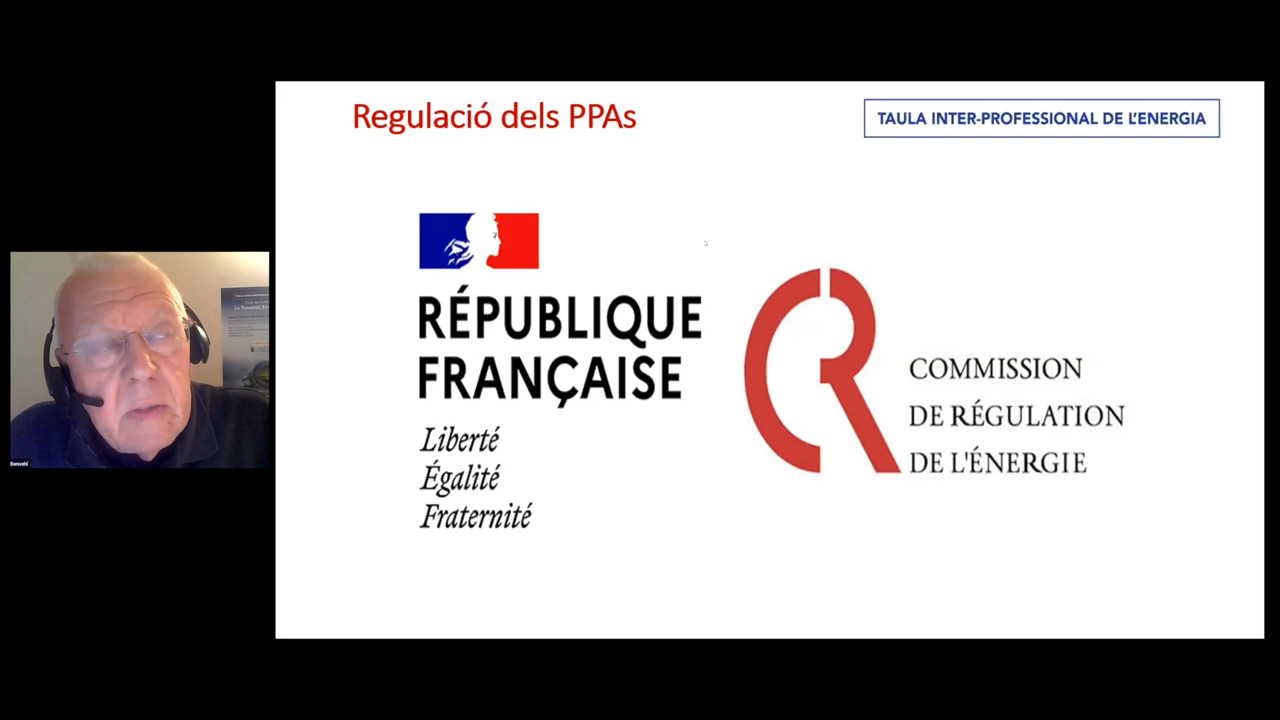 Regulació dels PPAs
TAULA INTER-PROFESSIONAL DE L'ENERGIA
RÉPUBLIQUE
FRANÇAISE
Liberté
Égalité
Fraternité
COMMISSION
DE RÉGULATION
DE L'ÉNERGIE